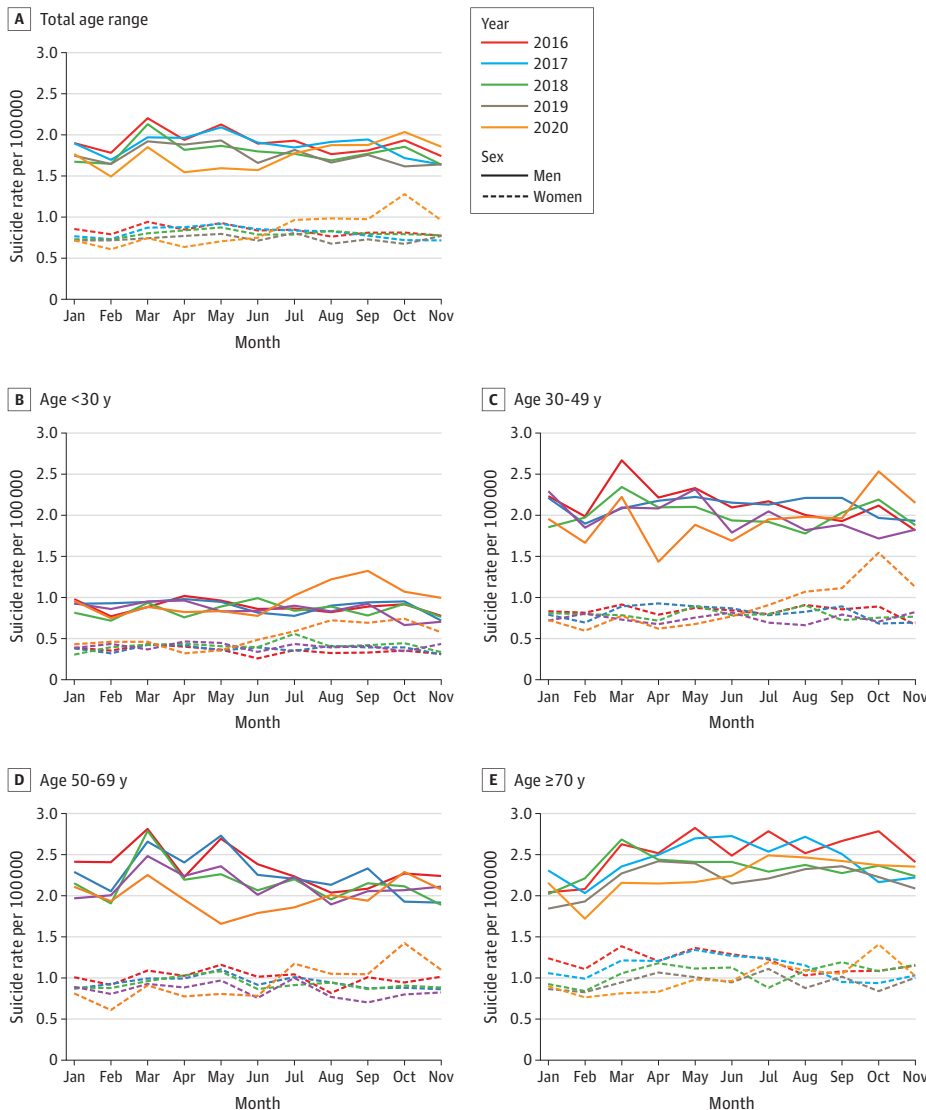 A Total age range
Suicide rate per 100 000
3.0
2.5
2.0
1.5
1.0
0.5
0
Jan Feb Mar Apr May Jun Jul Aug Sep Oct Nov
Month
Year
2016
2017
2018
2019
2020
Sex
Men
Women
B Age <30 y
Suicide rate per 100 000
3.0
2.5
2.0
1.5
1.0
0.5
0
Jan Feb Mar Apr May Jun Jul Aug Sep Oct Nov
Month
C Age 30-49 y
Suicide rate per 100 000
3.0
2.5
2.0
1.5
1.0
0.5
0
Jan Feb Mar Apr May Jun Jul Aug Sep Oct Nov
Month
D Age 50-69 y
Suicide rate per 100 000
3.0
2.5
2.0
1.5
1.0
0.5
0
Jan Feb Mar Apr May Jun Jul Aug Sep Oct Nov
Month
E Age ≥70 y
Suicide rate per 100 000
3.0
2.5
2.0
1.5
1.0
0.5
0
Jan Feb Mar Apr May Jun Jul Aug Sep Oct Nov
Month